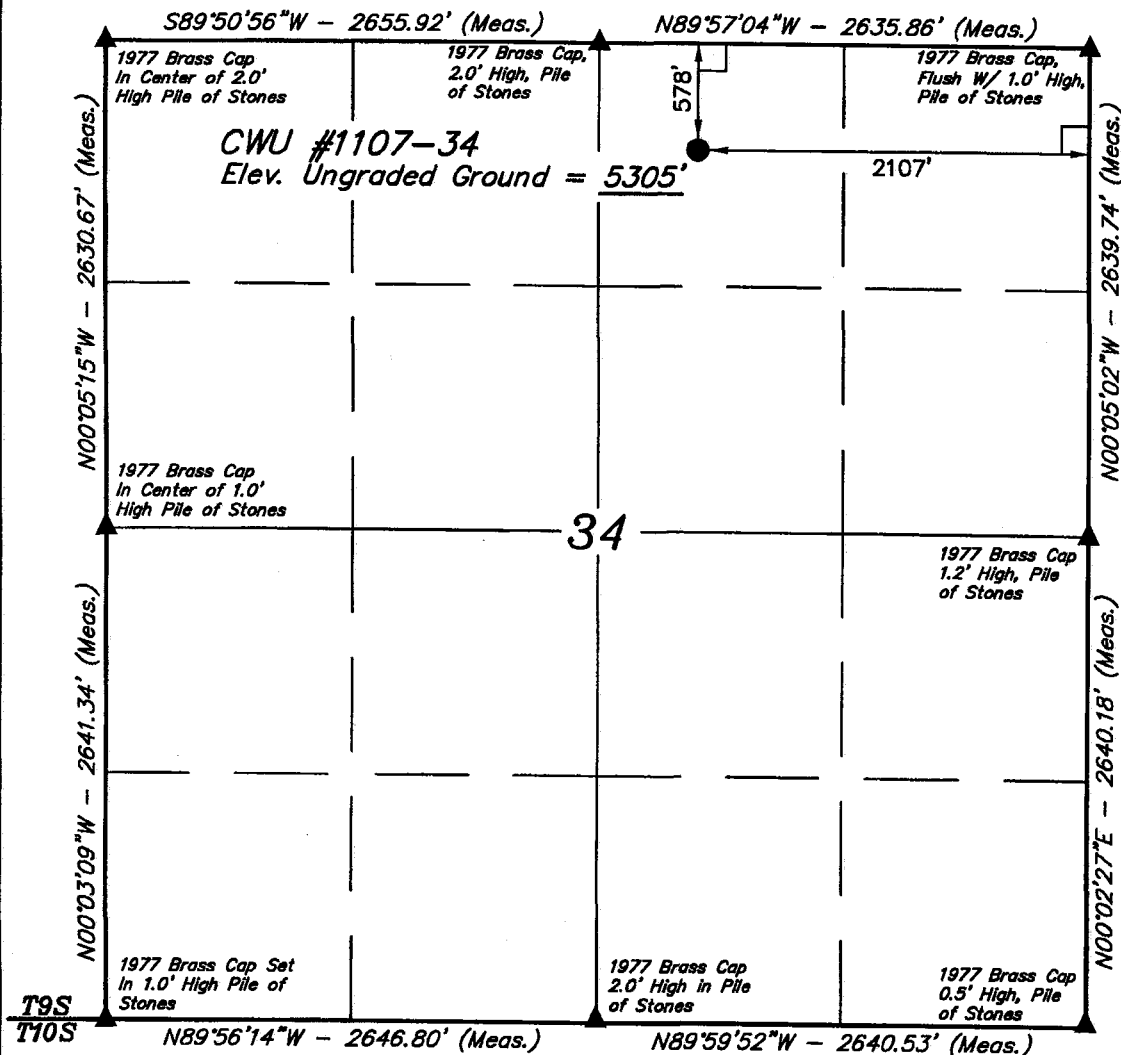 S89°50'56"W - 2655.92' (Meas.)
N89°57'04"W - 2635.86' (Meas.)
1977 Brass Cap
In Center of 2.0'
High Pile of Stones
1977 Brass Cap,
2.0' High, Pile
of Stones
578'
1977 Brass Cap,
Flush W/ 1.0' High,
Pile of Stones
CWU #1107-34
Elev. Ungraded Ground = 5305'
2107'
N00°05'15"W - 2630.67' (Meas.)
N00°05'02"W - 2639.74' (Meas.)
1977 Brass Cap
In Center of 1.0'
High Pile of Stones
34
1977 Brass Cap
1.2' High, Pile
of Stones
N00°03'09"W - 2641.34' (Meas.)
N00°02'27"E - 2640.18' (Meas.)
1977 Brass Cap Set
In 1.0' High Pile of
Stones
1977 Brass Cap
2.0' High in Pile
of Stones
1977 Brass Cap
0.5' High, Pile
of Stones
T9S
T10S
N89°56'14"W - 2646.80' (Meas.)
N89°59'52"W - 2640.53' (Meas.)